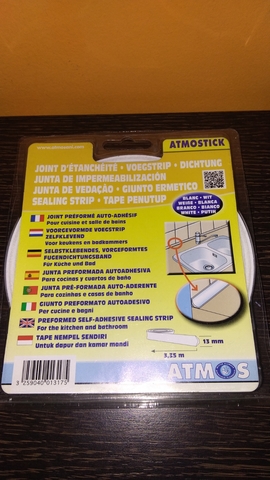 www.atmosnl.com
ATMOSTICK
JOINT D'ÉTANCHÉITÉ • VOEGSTRIP • DICHTUNG
JUNTA DE IMPERMEABILIZACIÓN
JUNTA DE VEDAÇÃO • GIUNTO ERMETICO
SEALING STRIP • TAPE PENUTUP
BLANC • WIT
WEISE • BLANCA
BRANCO • BIANCO
WHITE • PUTIH
JOINT PRÉFORMÉ AUTO-ADHÉSIF
Pour cuisine et salle de bains
VOORGEVORMDE VOEGSTRIP
ZELFKLEVEND
Voor keukens en badkammers
SELBSTKLEBENDES, VORGEFORMTES
FUGENDICHTUNGSBAND
Für Küche und Bad
JUNTA PREFORMADA AUTOADHESIVA
Para cocinas y cuartos de baño
JUNTA PRÉ-FORMADA AUTO-ADERENTE
Para cozinhas e casas de banho
GIUNTO PREFORMATO AUTOADESIVO
Per cucine e bagni
PREFORMED SELF-ADHESIVE SEALING STRIP
For the kitchen and bathroom
TAPE NEMPEL SENDIRI
Untuk dapur dan kamar mandi
13 mm
3,25 m
3 259040 013175
ATMOS